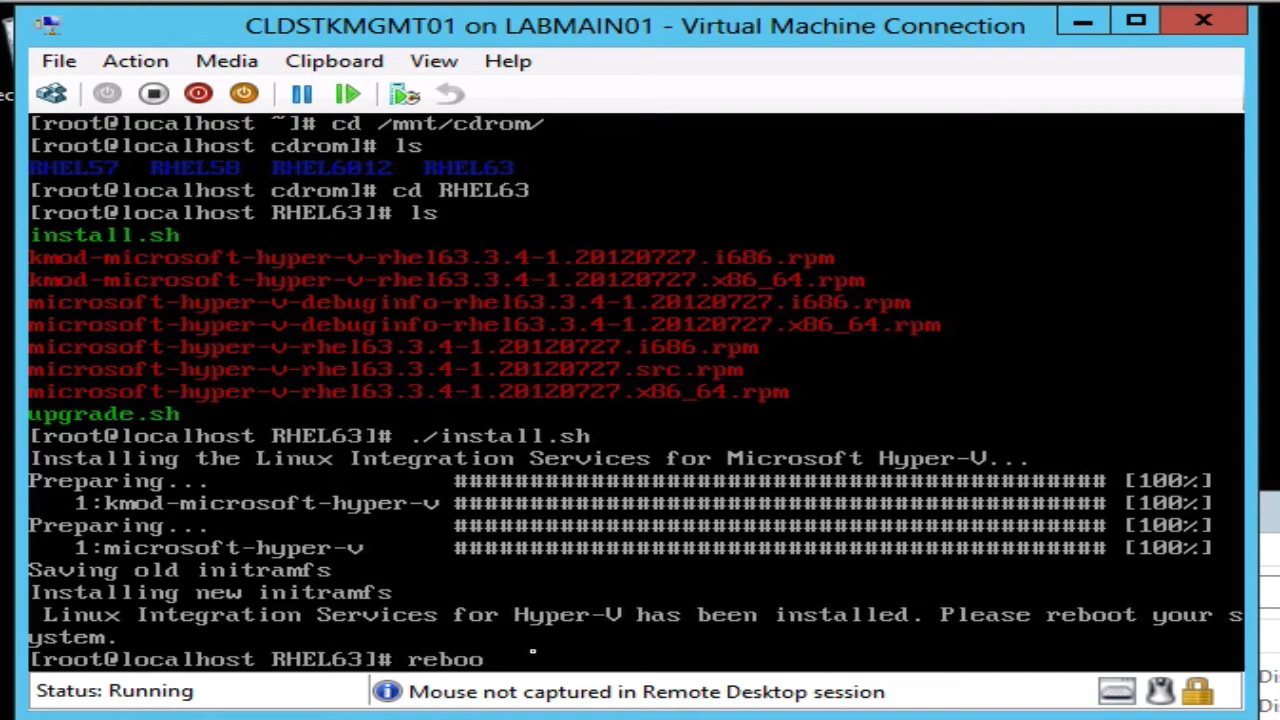 CLDSTKMGMT01 on LABMAIN01 - Virtual Machine Connection
File Action Media Clipboard View Help
[root@localhost ~]# cd /mnt/cdrom/
[root@localhost cdrom]# ls
RHEL57 RHEL58 RHEL6012 RHEL63
[root@localhost cdrom]# cd RHEL63
[root@localhost RHEL63]# ls
install.sh
kmod-microsoft-hyper-v-rhel63.3.4-1.20120727.i686.rpm
kmod-microsoft-hyper-v-rhel63.3.4-1.20120727.x86_64.rpm
microsoft-hyper-v-debuginfo-rhel63.3.4-1.20120727.i686.rpm
microsoft-hyper-v-debuginfo-rhel63.3.4-1.20120727.x86_64.rpm
microsoft-hyper-v-rhel63.3.4-1.20120727.i686.rpm
microsoft-hyper-v-rhel63.3.4-1.20120727.src.rpm
microsoft-hyper-v-rhel63.3.4-1.20120727.x86_64.rpm
upgrade.sh
[root@localhost RHEL63]# ./install.sh
Installing the Linux Integration Services for Microsoft Hyper-V...
Preparing... ########################################### [100%]
1:kmod-microsoft-hyper-v ########################################### [100%]
Preparing... ########################################### [100%]
1:microsoft-hyper-v ########################################### [100%]
Saving old initramfs
Installing new initramfs
Linux Integration Services for Hyper-V has been installed. Please reboot your s
ystem.
[root@localhost RHEL63]# reboo
Status: Running
Mouse not captured in Remote Desktop session